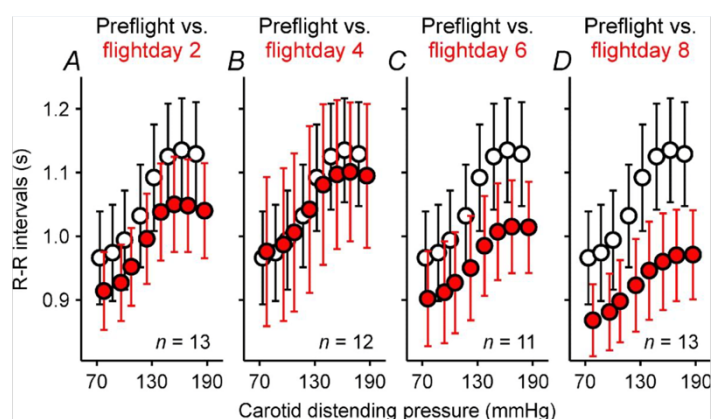 Preflight vs. Preflight vs. Preflight vs. Preflight vs.
A flightday 2 B flightday 4 C flightday 6 D flightday 8
1.2
1.1
1.0
0.9
0.8
R-R intervals (s)
n = 13 n = 12 n = 11 n = 13
70 130 190 70 130 190 70 130 190 70 130 190
Carotid distending pressure (mmHg)